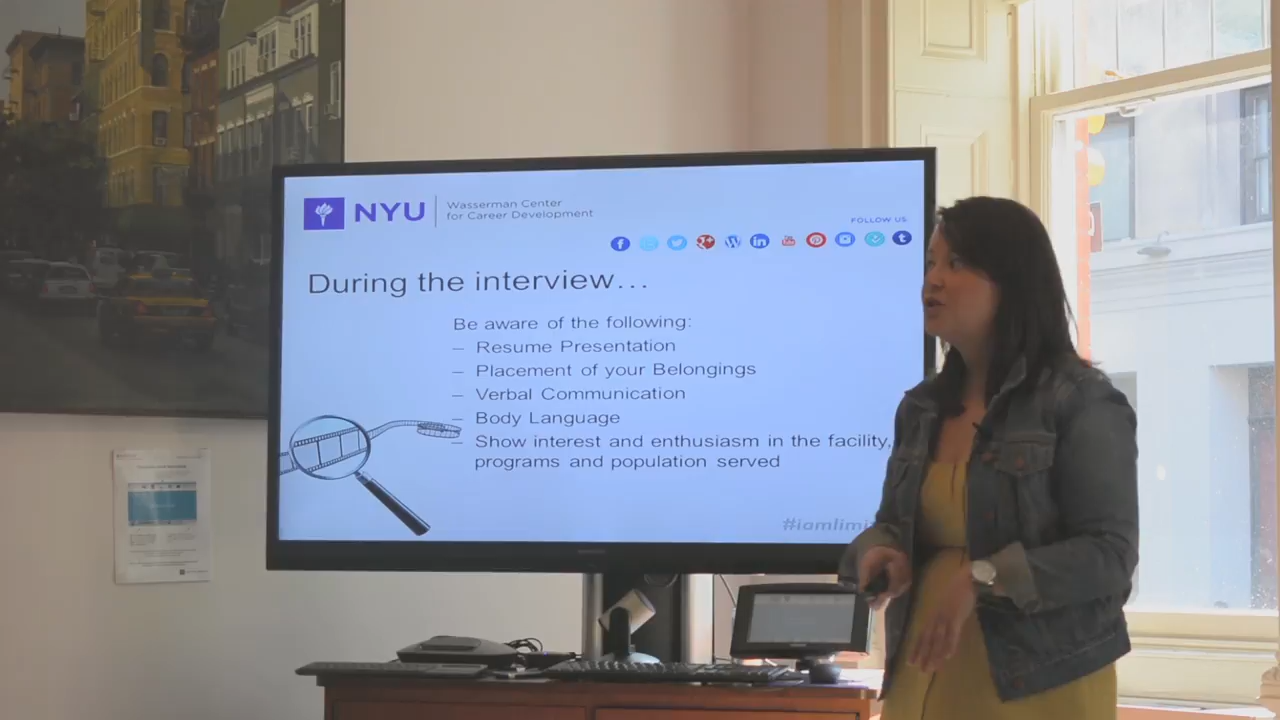 NYU
Wasserman Center
for Career Development
FOLLOW US
During the interview...
Be aware of the following:
– Resume Presentation
– Placement of your Belongings
– Verbal Communication
– Body Language
– Show interest and enthusiasm in the facility,
programs and population served
#iamlimi